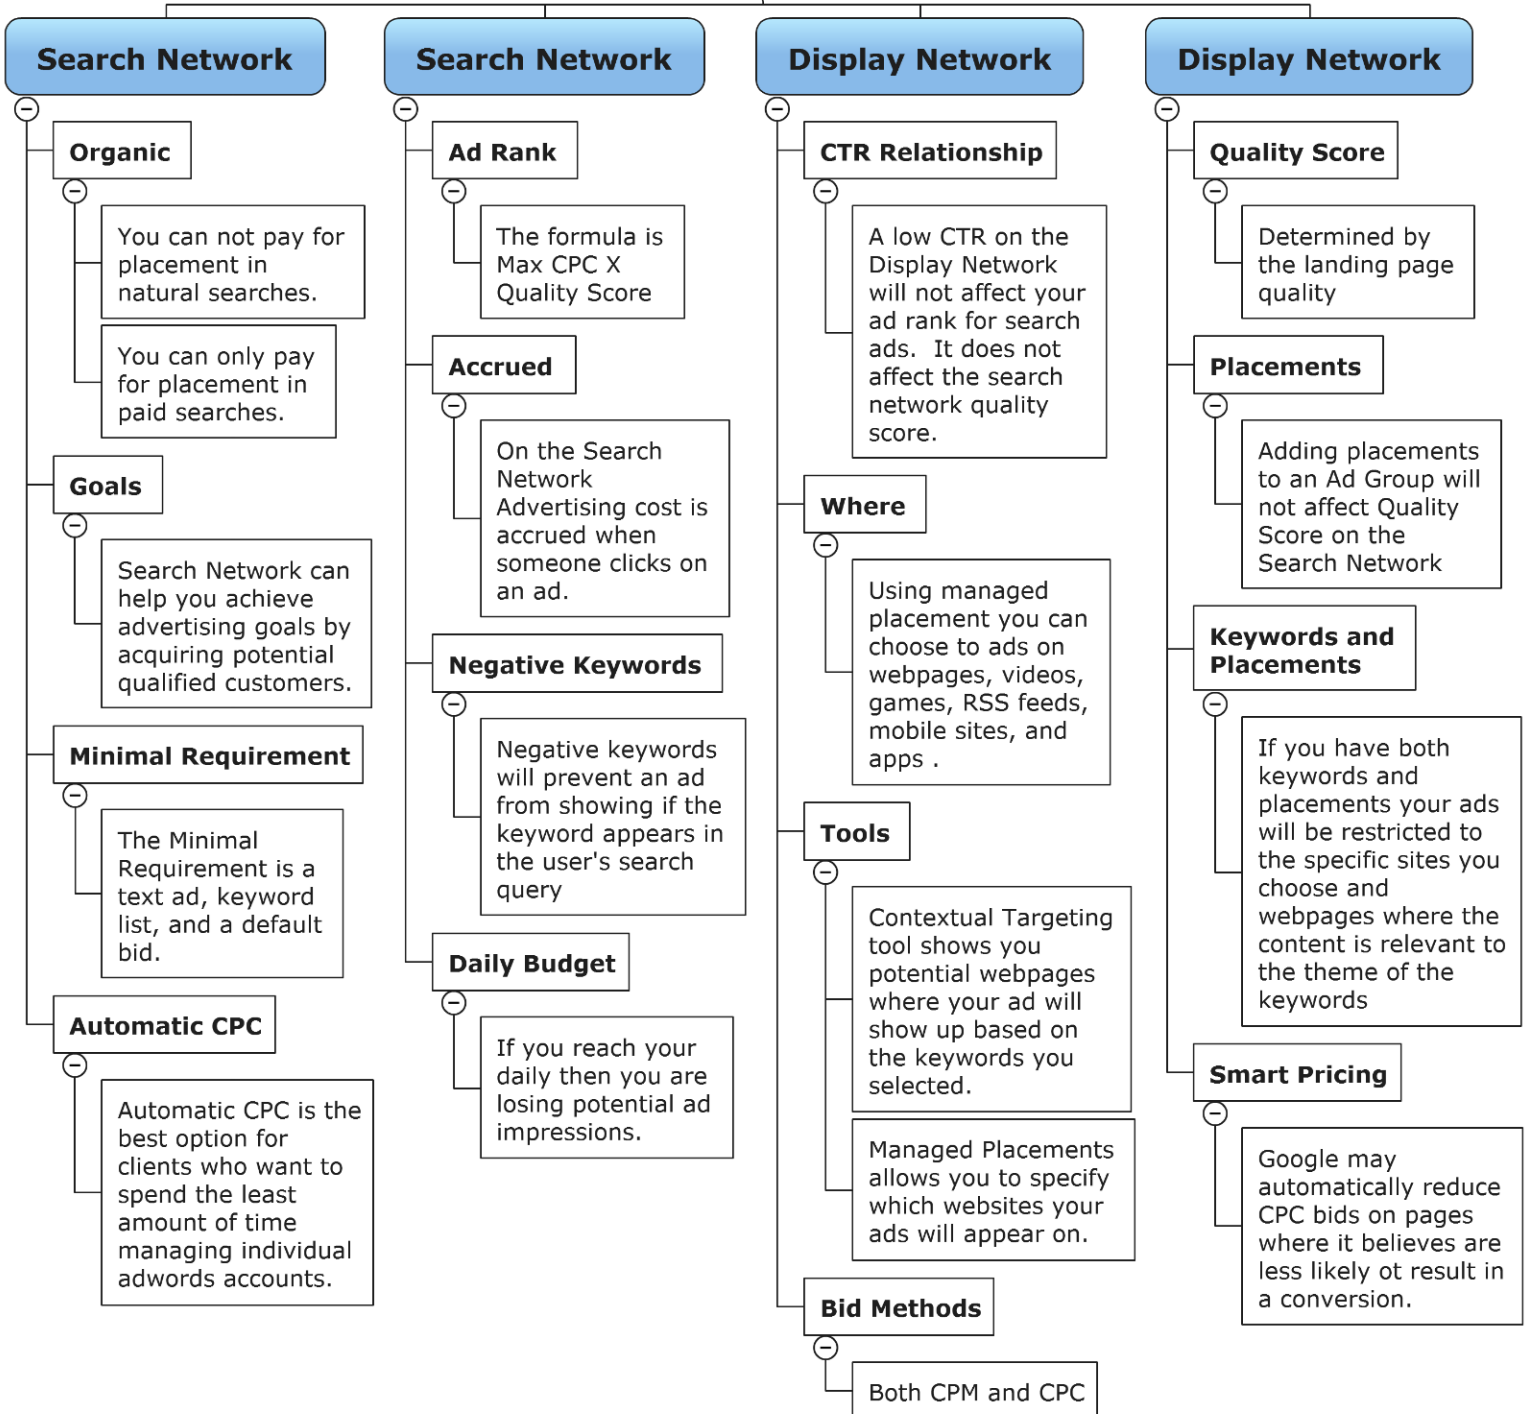 Search Network
Organic
You can not pay for
placement in
natural searches.
You can only pay
for placement in
paid searches.
Goals
Search Network can
help you achieve
advertising goals by
acquiring potential
qualified customers.
Minimal Requirement
The Minimal
Requirement is a
text ad, keyword
list, and a default
bid.
Automatic CPC
Automatic CPC is the
best option for
clients who want to
spend the least
amount of time
managing individual
adwords accounts.
Search Network
Ad Rank
The formula is
Max CPC X
Quality Score
Accrued
On the Search
Network
Advertising cost is
accrued when
someone clicks on
an ad.
Negative Keywords
Negative keywords
will prevent an ad
from showing if the
keyword appears in
the user's search
query
Daily Budget
If you reach your
daily then you are
losing potential ad
impressions.
Display Network
CTR Relationship
A low CTR on the
Display Network
will not affect your
ad rank for search
ads.  It does not
affect the search
network quality
score.
Where
Using managed
placement you can
choose to ads on
webpages, videos,
games, RSS feeds,
mobile sites, and
apps .
Tools
Contextual Targeting
tool shows you
potential webpages
where your ad will
show up based on
the keywords you
selected.
Managed Placements
allows you to specify
which websites your
ads will appear on.
Bid Methods
Both CPM and CPC
Display Network
Quality Score
Determined by
the landing page
quality
Placements
Adding placements
to an Ad Group will
not affect Quality
Score on the
Search Network
Keywords and
Placements
If you have both
keywords and
placements your ads
will be restricted to
the specific sites you
choose and
webpages where the
content is relevant to
the theme of the
keywords
Smart Pricing
Google may
automatically reduce
CPC bids on pages
where it believes are
less likely ot result in
a conversion.